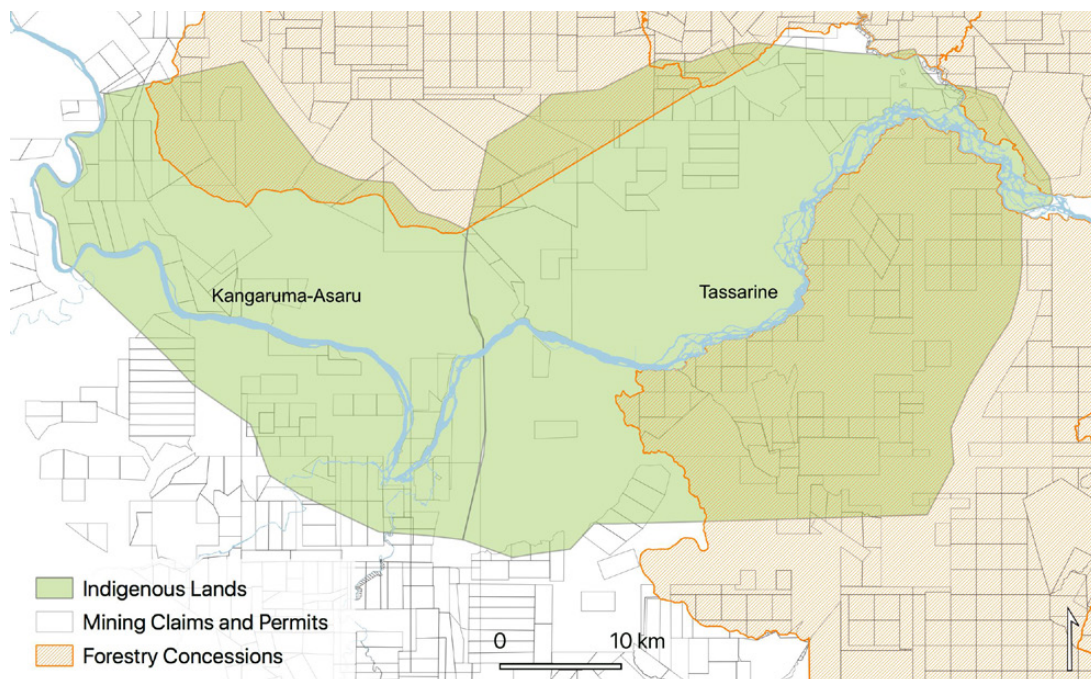 Kangaruma-Asaru
Tassarine
Indigenous Lands
Mining Claims and Permits
Forestry Concessions
0 10 km